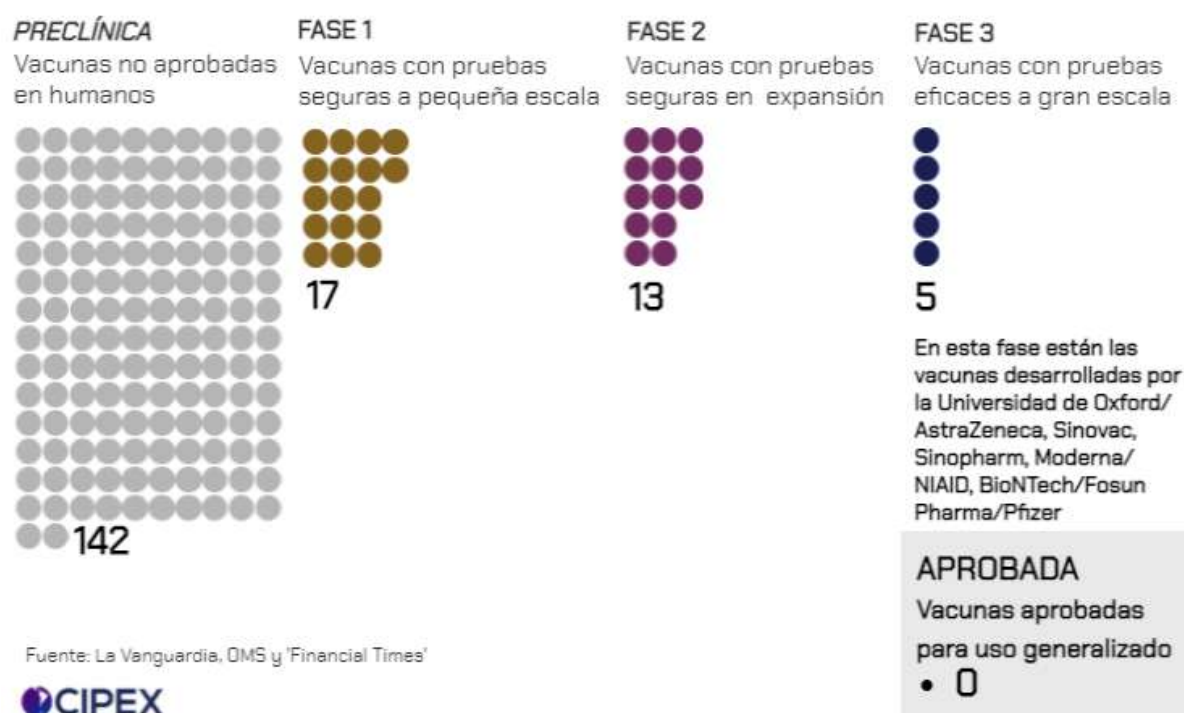 PRECLÍNICA
Vacunas no aprobadas
en humanos
142
FASE 1
Vacunas con pruebas
seguras a pequeña escala
17
FASE 2
Vacunas con pruebas
seguras en expansión
13
FASE 3
Vacunas con pruebas
eficaces a gran escala
5
En esta fase están las
vacunas desarrolladas por
la Universidad de Oxford/
AstraZeneca, Sinovac,
Sinopharm, Moderna/
NIAID, BioNTech/Fosun
Pharma/Pfizer
APROBADA
Vacunas aprobadas
para uso generalizado
• 0
Fuente: La Vanguardia, OMS y 'Financial Times'
CIPEX